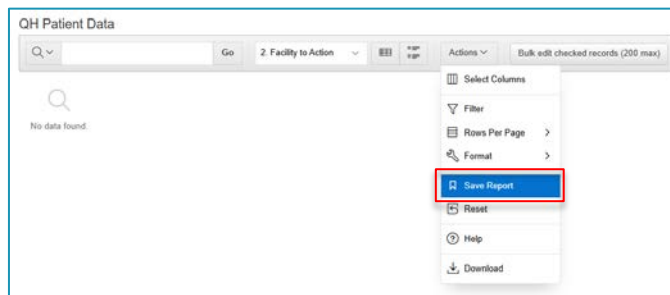 QH Patient Data
Go
2. Facility to Action
Actions
Bulk edit checked records (200 max)
Select Columns
No data found.
Filter
Rows Per Page
Format
Save Report
Reset
Help
Download